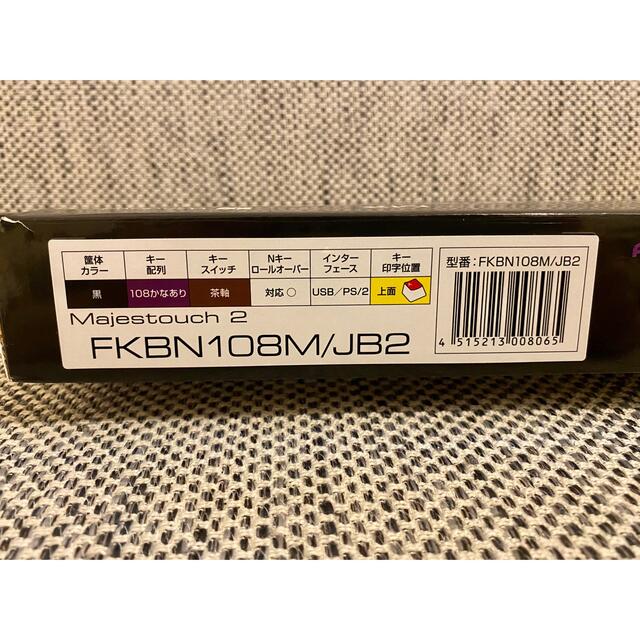 筐体
カラー
キー
配列
キー
スイッチ
Nキー
ロールオーバー
インター
フェース
キー
印字位置
黒
108かなあり
茶軸
対応○
USB/PS/2
上面
Majestouch 2
FKBN108M/JB2
型番:FKBN108M/JB2
4 515213 008065